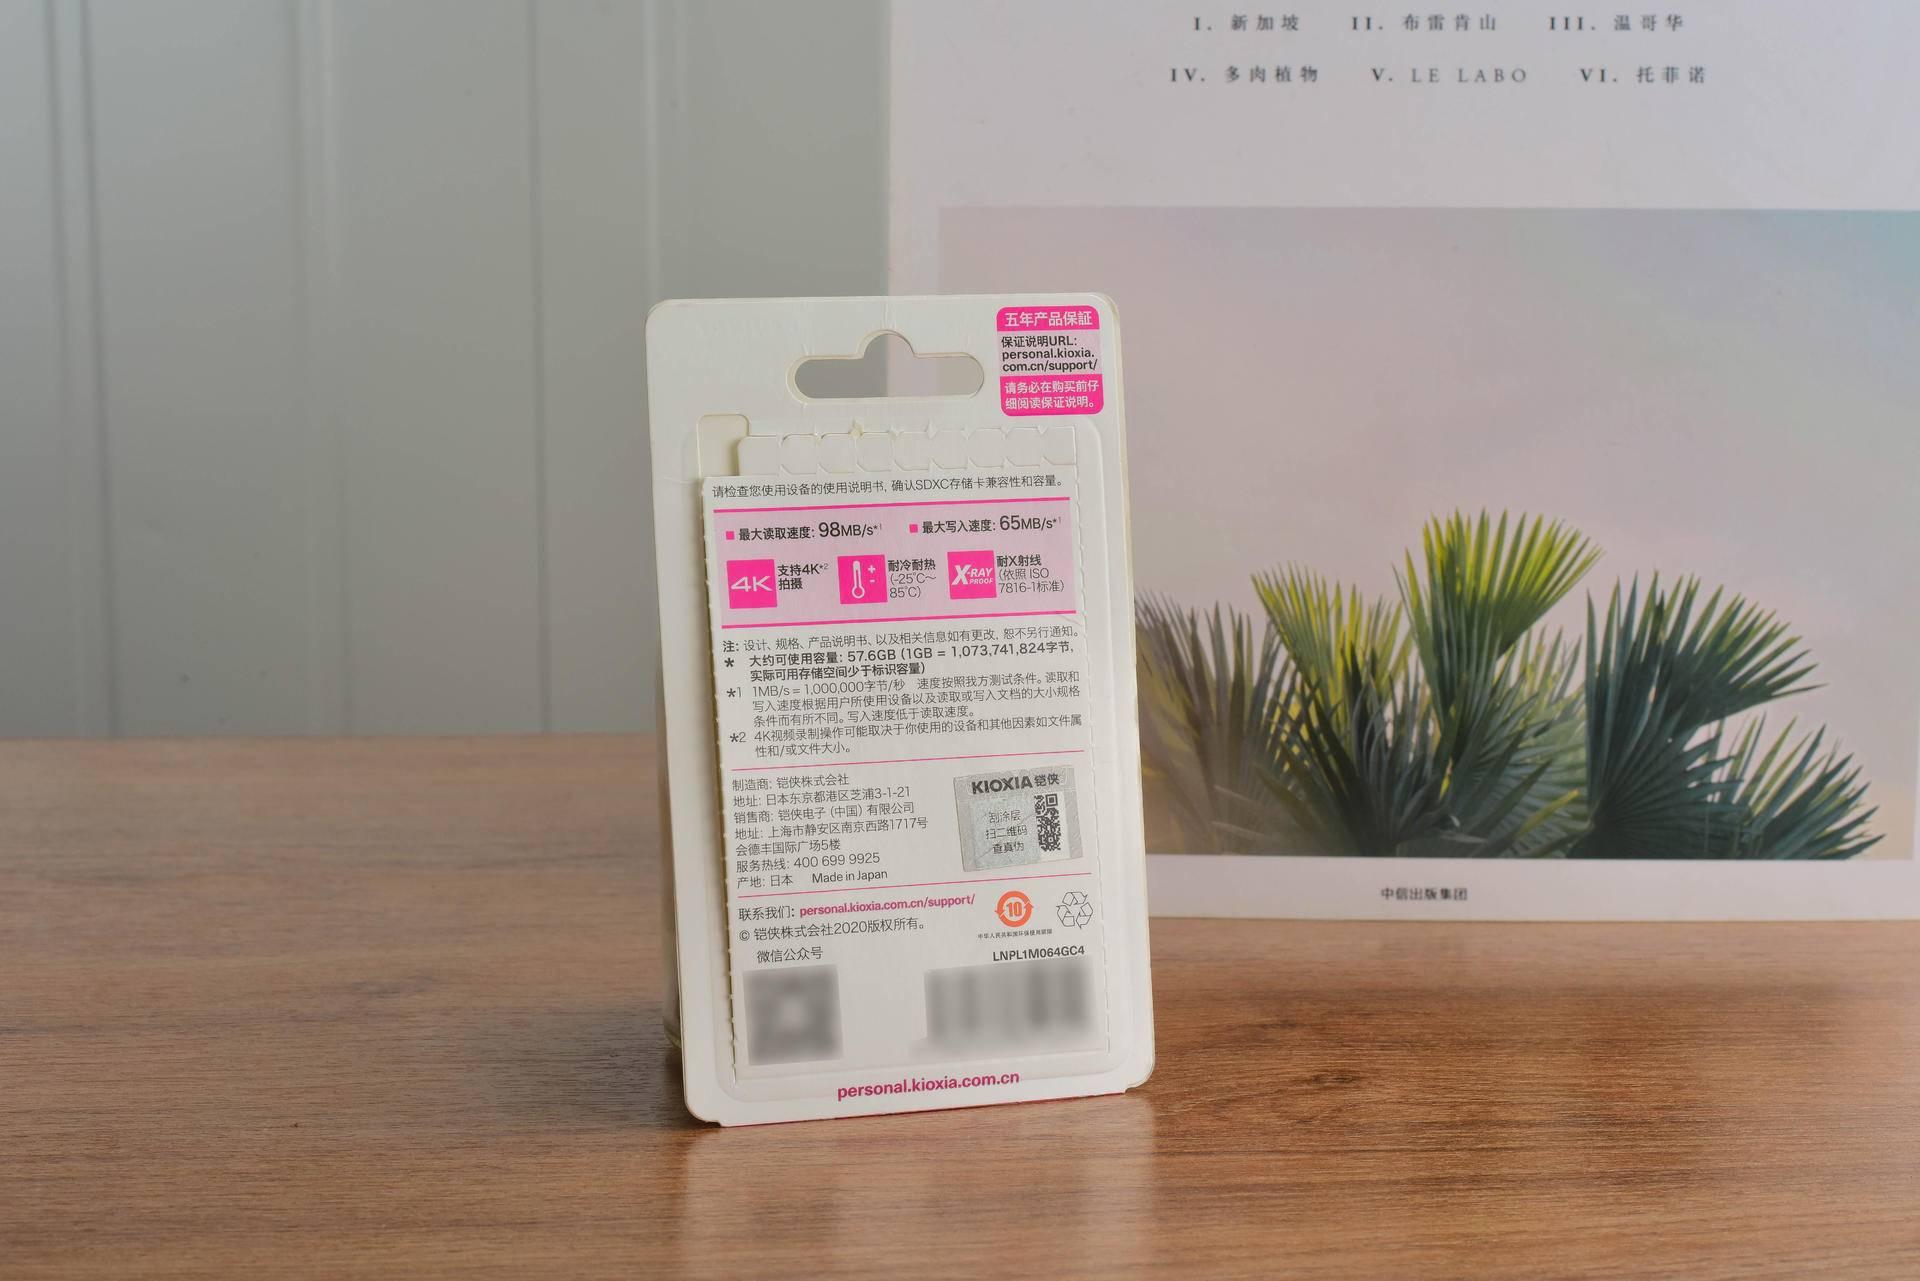 I. 新加坡 II. 布雷肯山 III. 温哥华
IV. 多肉植物 V. LE LABO VI. 托菲诺
五年产品保証
保证说明URL:
personal.kioxia.
com.cn/support/
请务必在购买前仔
细阅读保证说明。
请检查您使用设备的使用说明书, 确认SDXC存储卡兼容性和容量。
■ 最大读取速度: 98MB/s*1 ■ 最大写入速度: 65MB/s*1
4K
支持4K*2
拍摄
+
-
耐冷耐热
(-25℃～
85℃)
X-RAY
PROOF
耐X射线
(依照 ISO
7816-1标准)
注: 设计、规格、产品说明书、以及相关信息如有更改, 恕不另行通知。
* 大约可使用容量: 57.6GB (1GB = 1,073,741,824字节,
实际可用存储空间少于标识容量)
*1 1MB/s = 1,000,000字节/秒 速度按照我方测试条件。读取和
写入速度根据用户所使用设备以及读取或写入文档的大小规格
条件而有所不同。写入速度低于读取速度。
*2 4K视频录制操作可能取决于你使用的设备和其他因素如文件属
性和/或文件大小。
制造商: 铠侠株式会社
地址: 日本东京都港区芝浦3-1-21
销售商: 铠侠电子 (中国) 有限公司
地址: 上海市静安区南京西路1717号
会德丰国际广场5楼
服务热线: 400 699 9925
产地: 日本 Made in Japan
KIOXIA 铠侠
刮涂层
扫二维码
查真伪
联系我们: personal.kioxia.com.cn/support/
© 铠侠株式会社2020版权所有。
10
中华人民共和国环保使用期限
微信公众号
LNPL1M064GC4
personal.kioxia.com.cn
中信出版集团